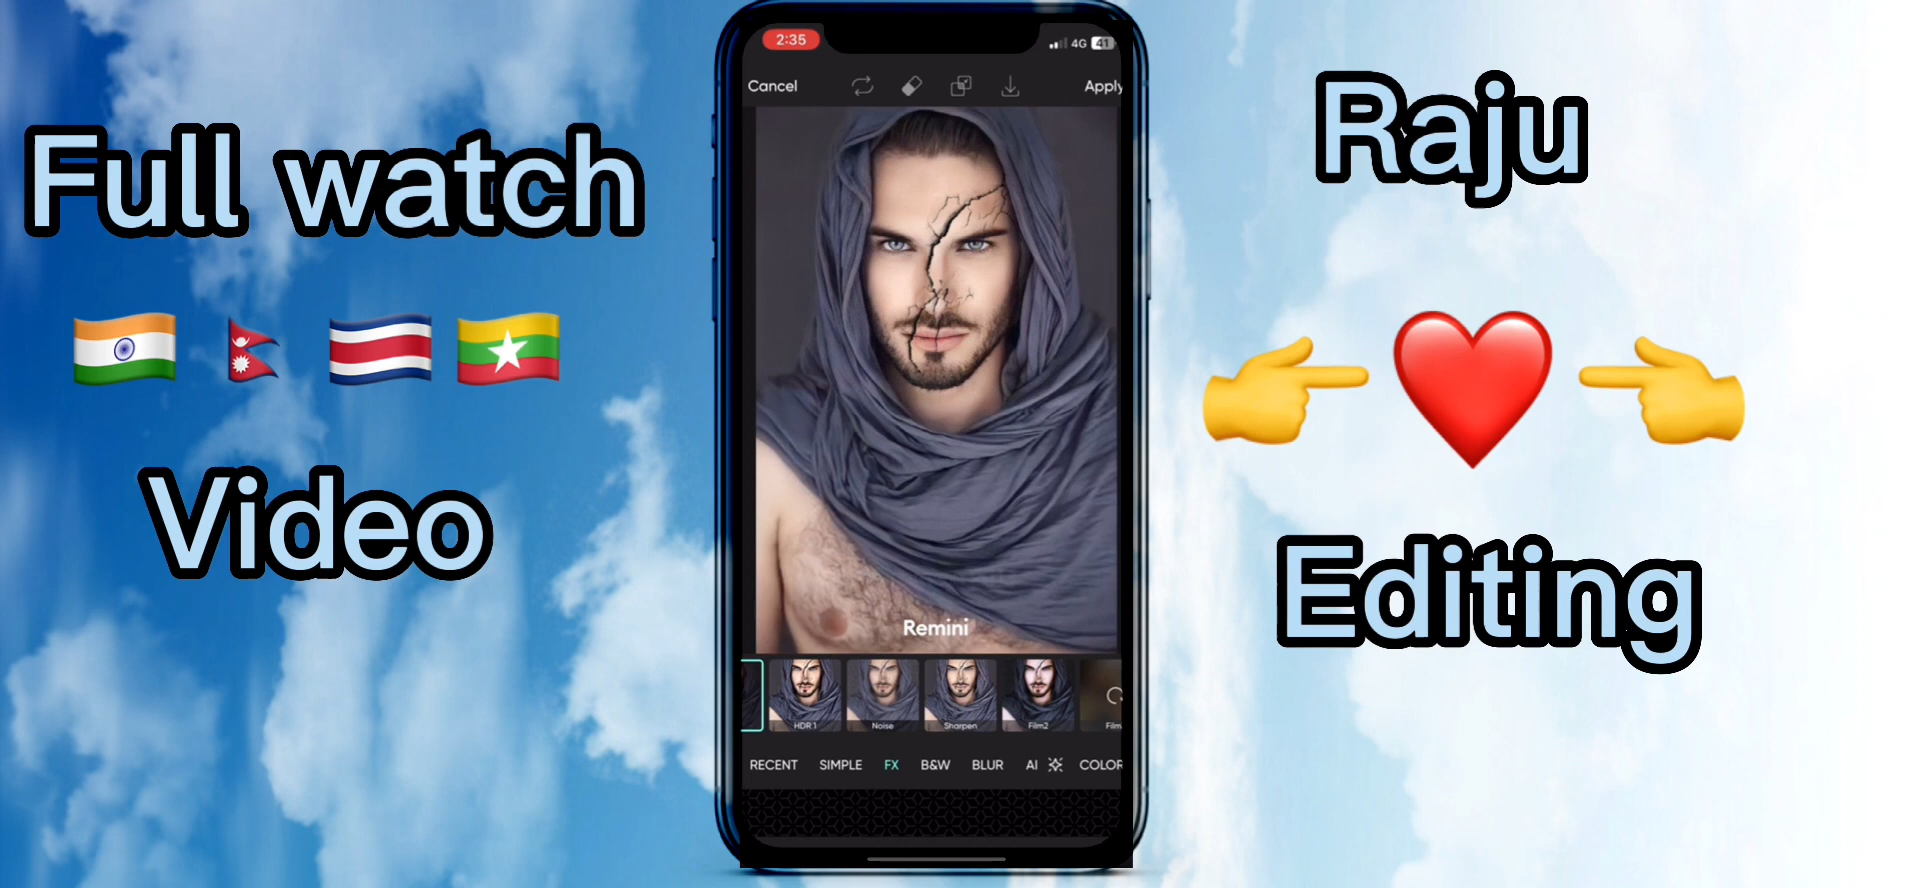 Full watch
Video
2:35
4G 41
Cancel
Apply
Remini
HDR 1
Noise
Sharpen
Film2
Film
RECENT SIMPLE FX B&W BLUR AI COLOR
Raju
Editing